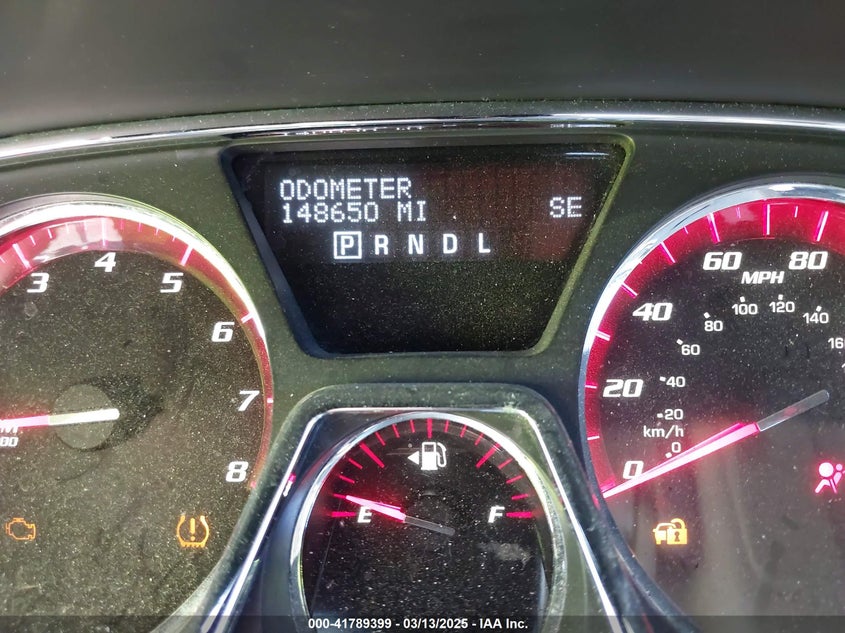 ODOMETER
148650 MI SE
P R N D L
3 4 5 6 7 8
20 40 60 80
MPH
0 20 40 60 80 100 120 140
km/h
0
E F
000-41789399 - 03/13/2025 - IAA Inc.